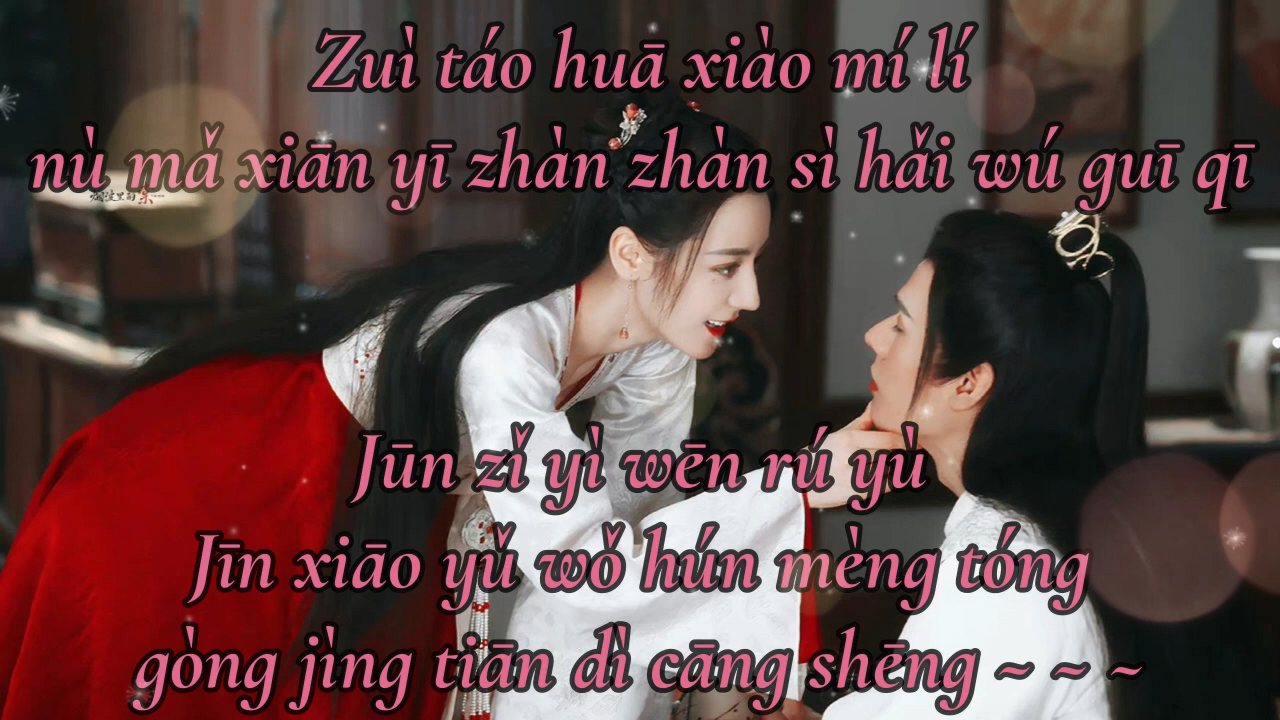 Zuì táo huā xiào mí lí
nù mǎ xiān yī zhàn zhàn sì hǎi wú guī qī
Jūn zǐ yì wēn rú yù
Jīn xiāo yǔ wǒ hún mèng tóng
gòng jìng tiān dì cāng shēng ~ ~ ~